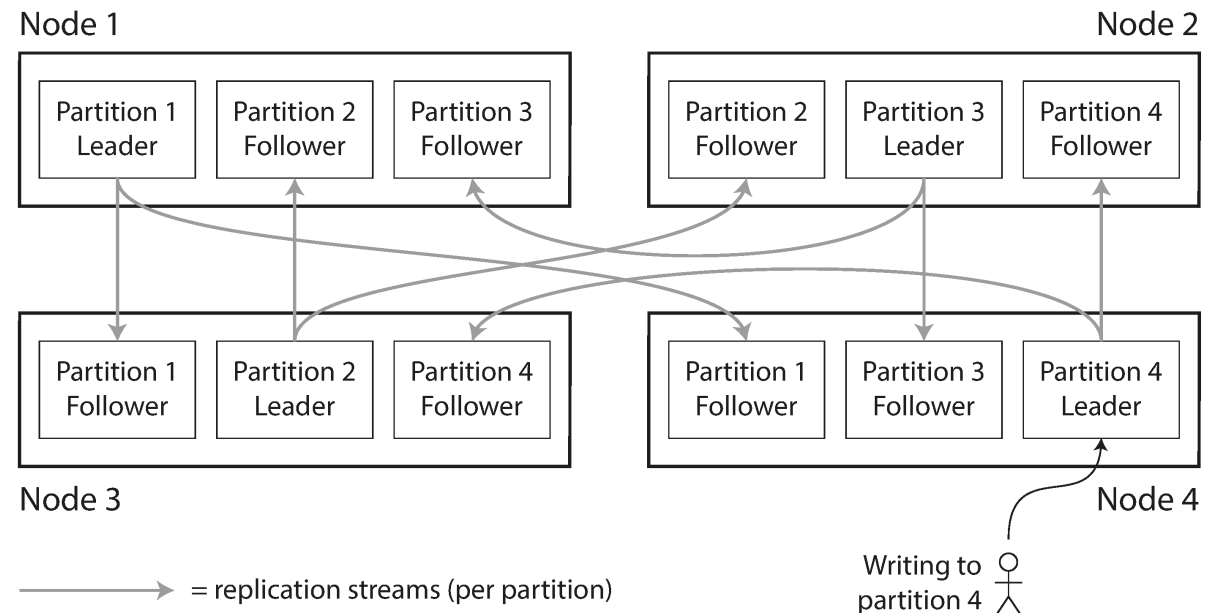 Node 1
Node 2
Partition 1
Leader
Partition 2
Follower
Partition 3
Follower
Partition 2
Follower
Partition 3
Leader
Partition 4
Follower
Partition 1
Follower
Partition 2
Leader
Partition 4
Follower
Partition 1
Follower
Partition 3
Follower
Partition 4
Leader
Node 3
Node 4
Writing to
partition 4
= replication streams (per partition)